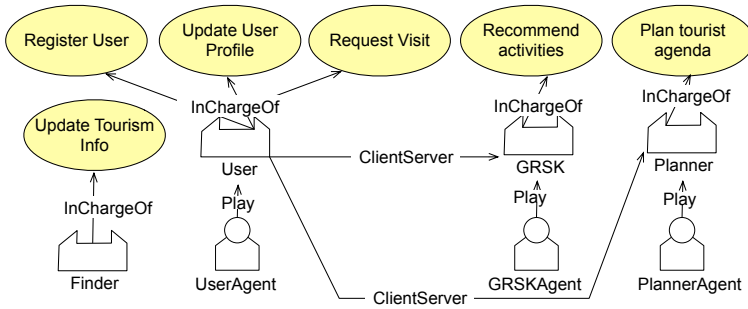 Register User
Update User
Profile
Request Visit
Recommend
activities
Plan tourist
agenda
InChargeOf
InChargeOf
InChargeOf
Update Tourism
Info
User
ClientServer
GRSK
Planner
InChargeOf
Play
Play
Play
Finder
UserAgent
GRSKAgent
PlannerAgent
ClientServer